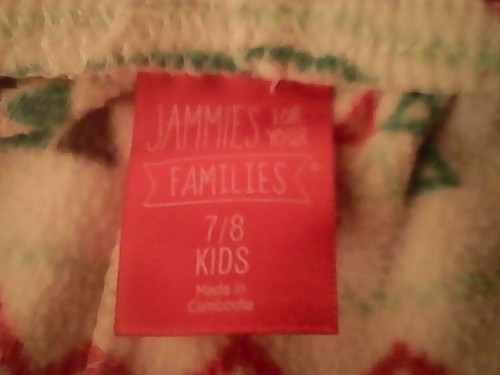 JAMMIES FOR YOUR
FAMILIES
7/8
KIDS
Made in
Cambodia